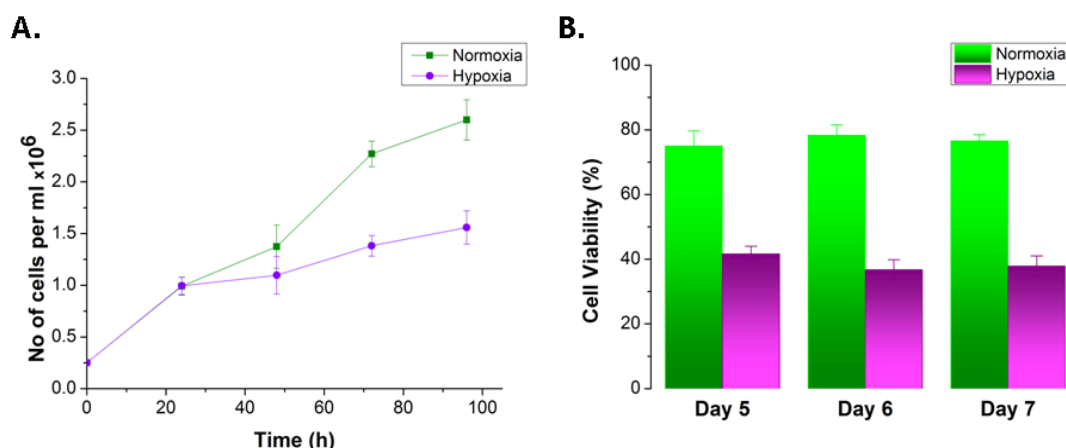 A.
Normoxia
Hypoxia
3.0
2.5
2.0
1.5
1.0
0.5
0.0
0 20 40 60 80 100
No of cells per ml x10⁶
Time (h)
B.
Normoxia
Hypoxia
100
80
60
40
20
0
Cell Viability (%)
Day 5 Day 6 Day 7